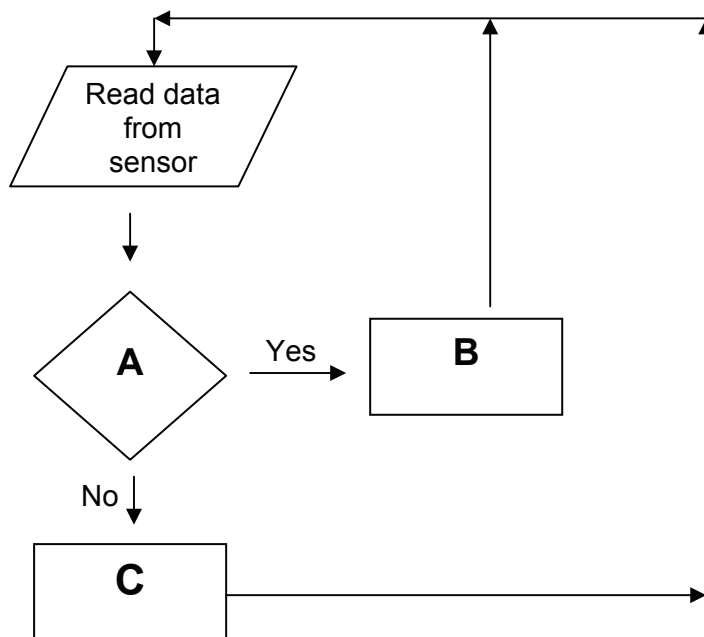 Read data
from
sensor
A
Yes
B
No
C